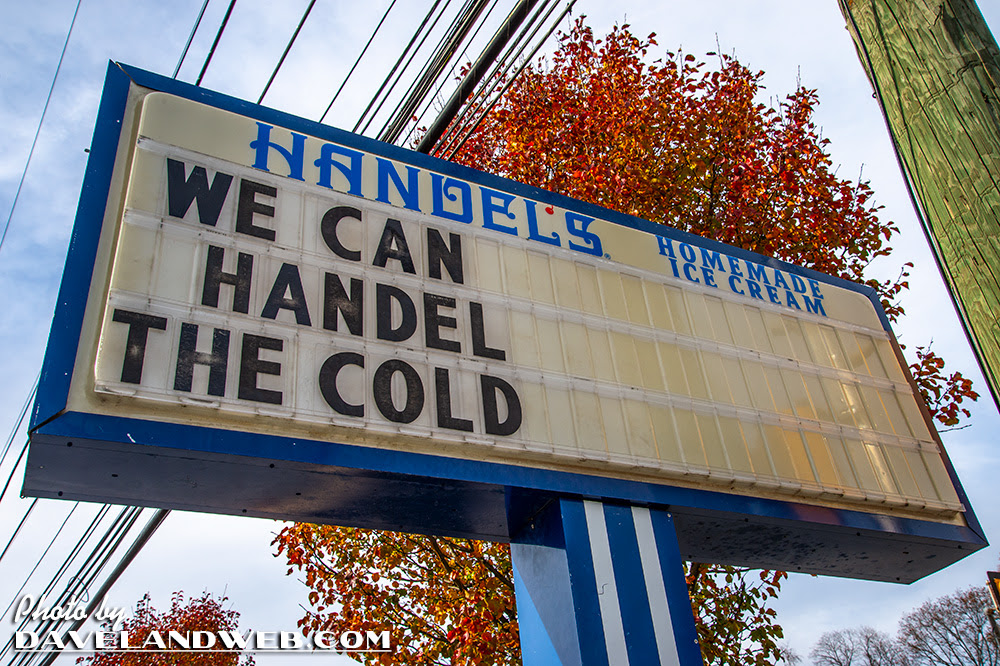 HANDEL'S
HOMEMADE
ICE CREAM
WE CAN
HANDEL
THE COLD
Photo by
DAVELANDWEB.COM